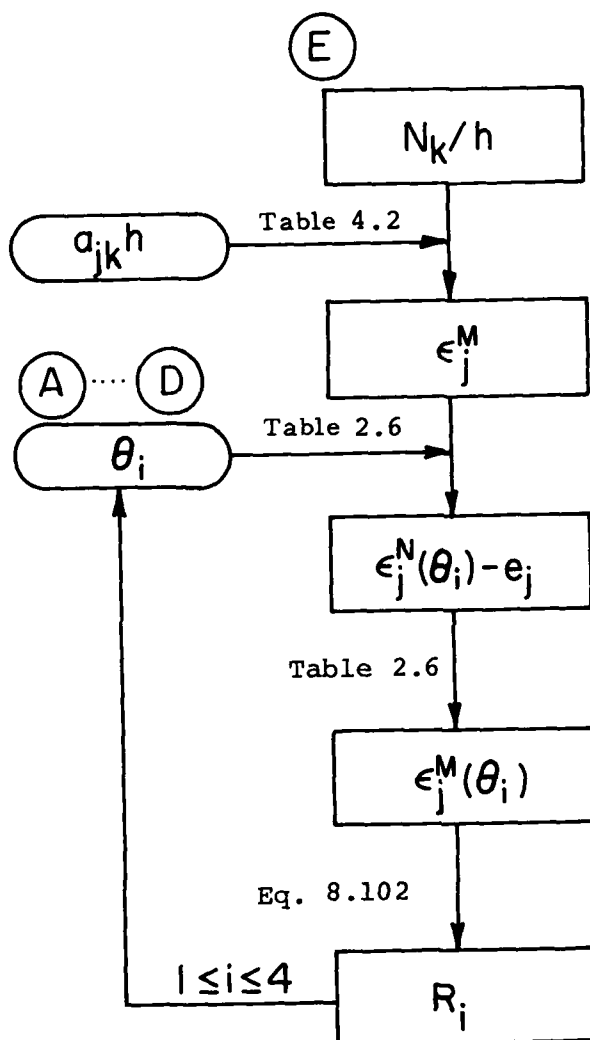 E
N_k/h
Table 4.2
a_jk h
ϵ_j^M
A ···· D
Table 2.6
θ_i
ϵ_j^N(θ_i) – e_j
Table 2.6
ϵ_j^M(θ_i)
Eq. 8.102
1 ≤ i ≤ 4
R_i